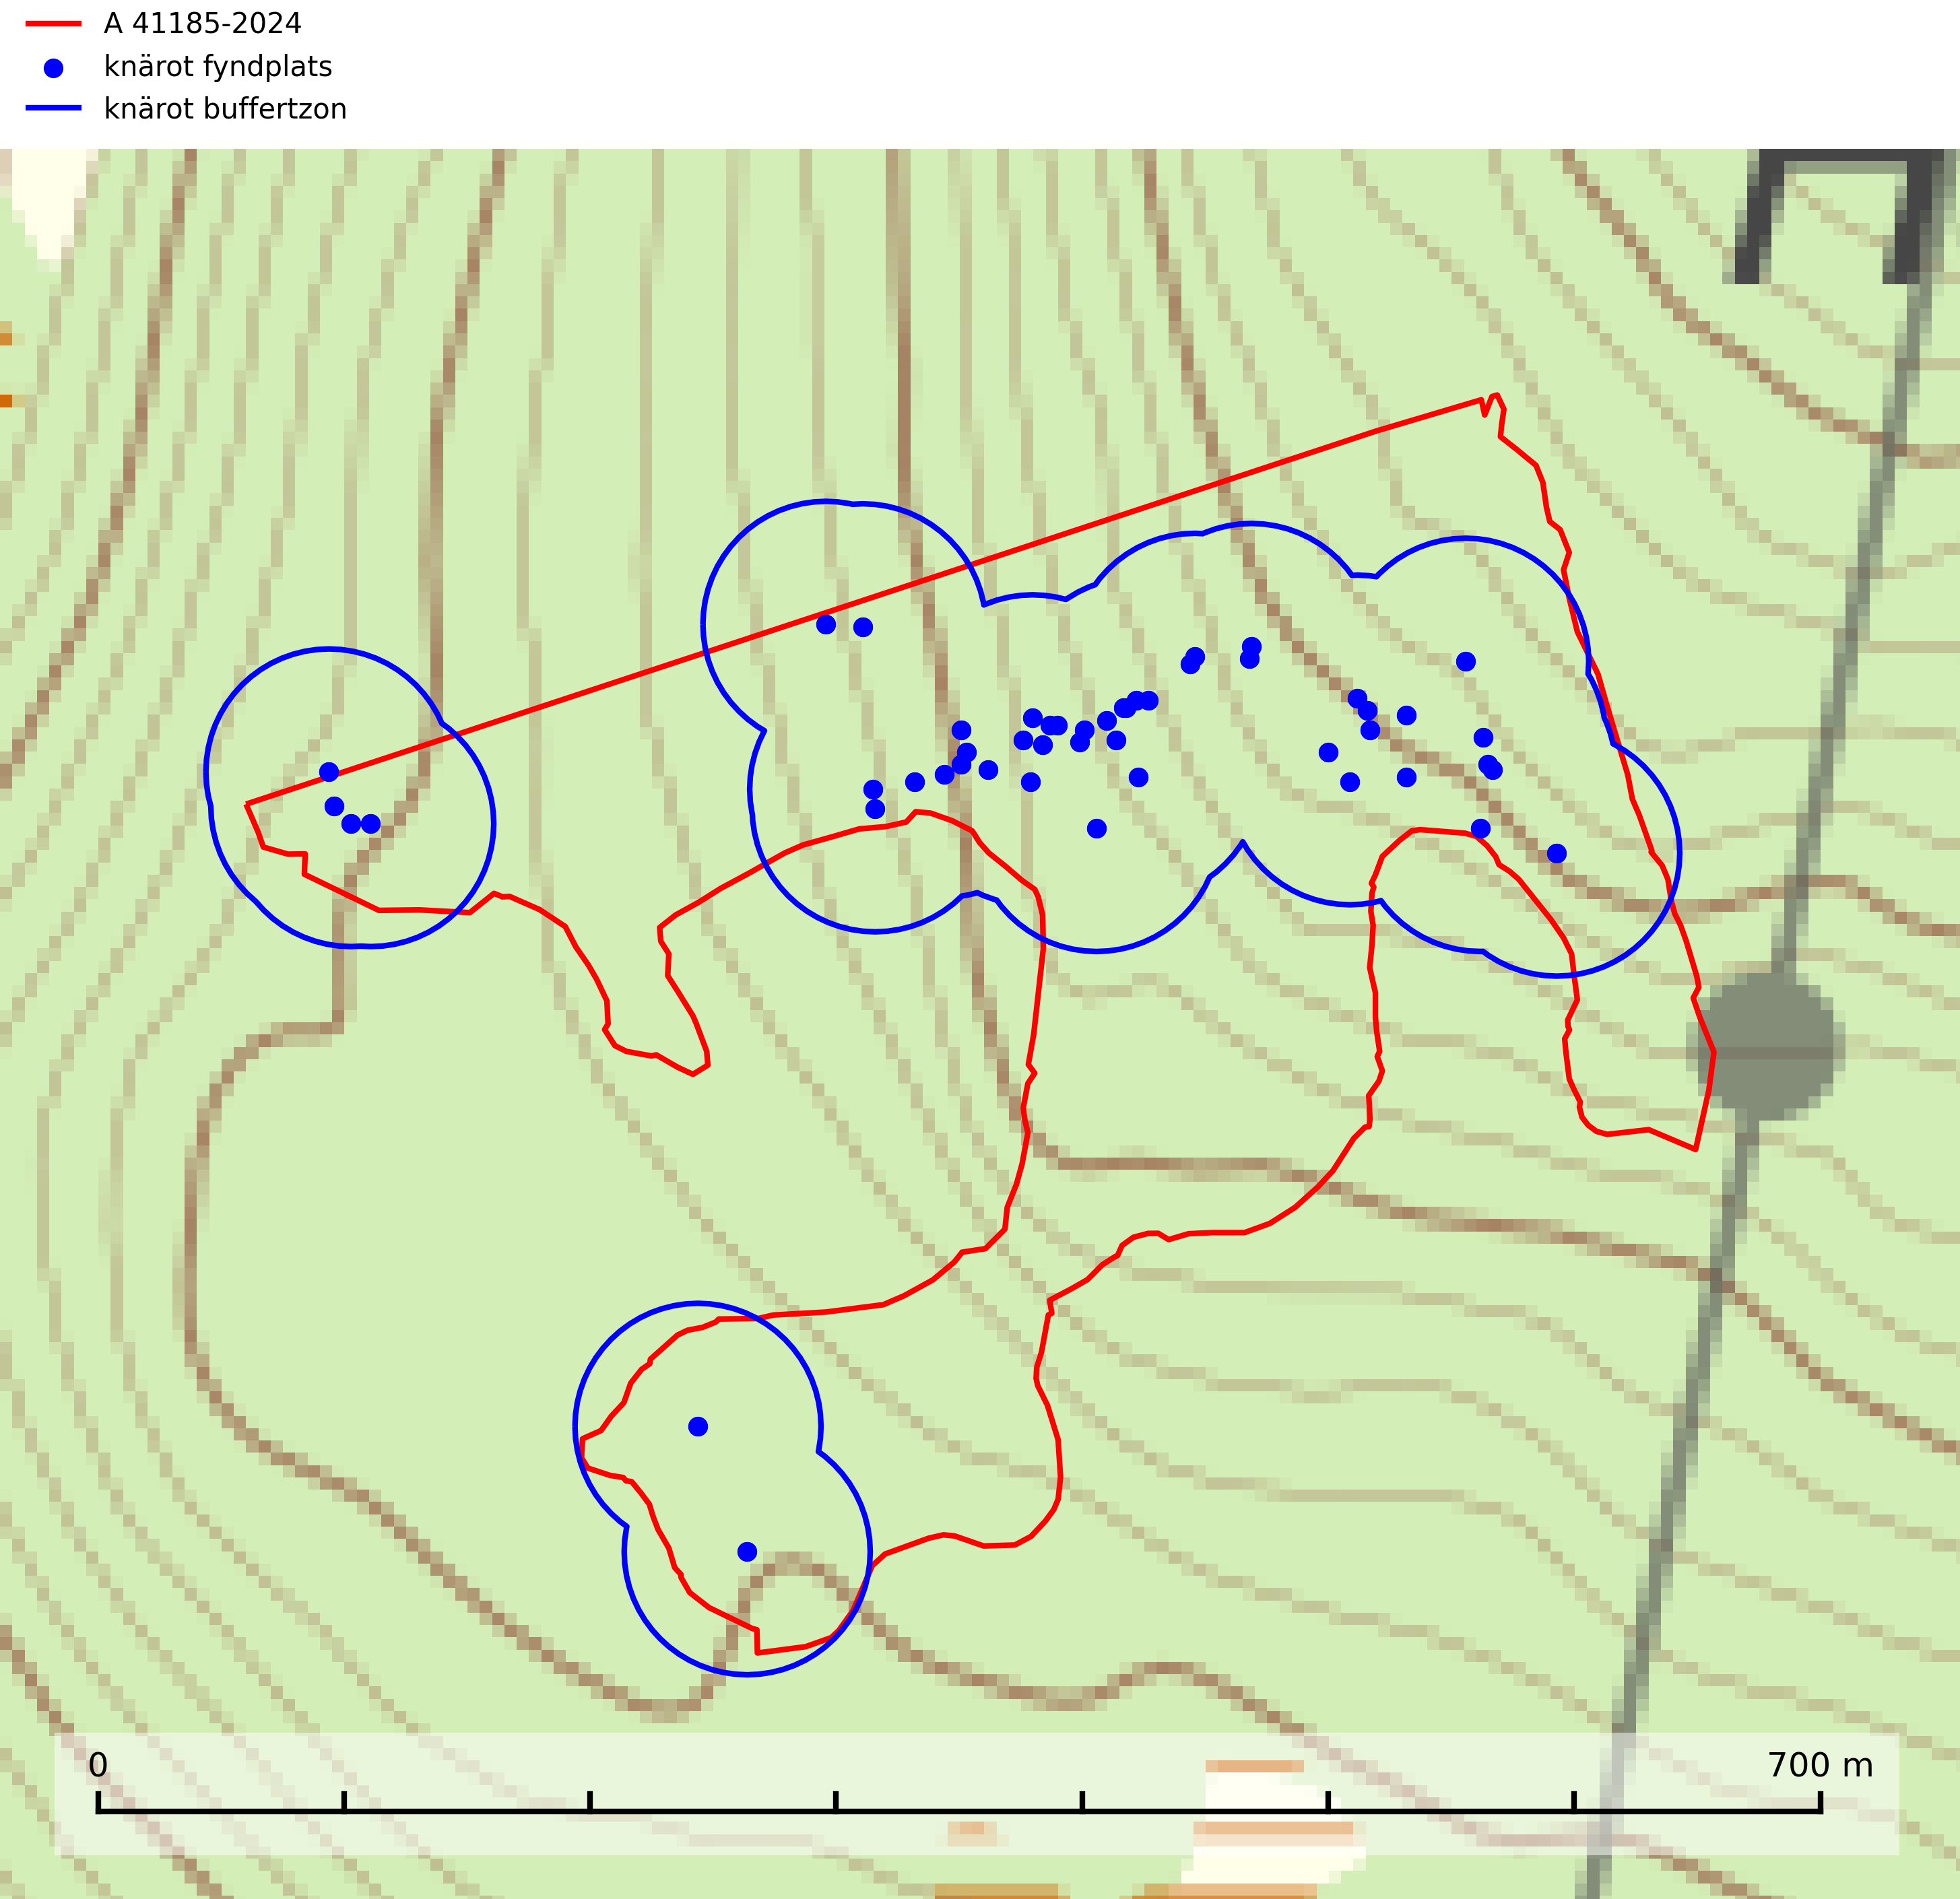 A 41185-2024
knärot fyndplats
knärot buffertzon
0 700 m